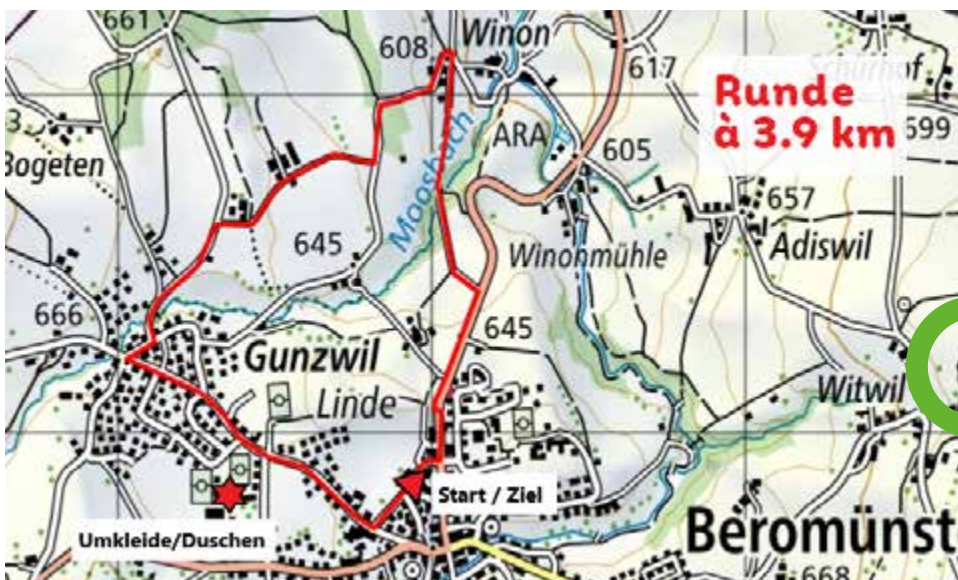 661
608
Winon
617
Runde
à 3.9 km
Schürhof
699
ARA
605
Bogeten
Moosbach
657
645
Winonmühle
Adiswil
666
645
Gunzwil
Linde
Witwil
Start / Ziel
Umkleide/Duschen
Beromünst
668